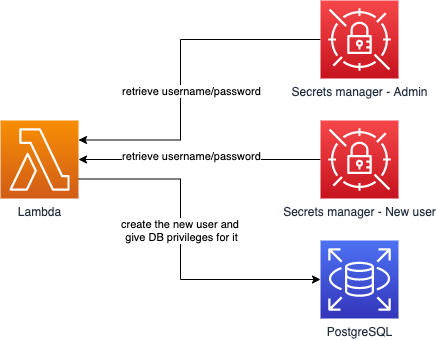 retrieve username/password
Secrets manager - Admin
retrieve username/password
Lambda
Secrets manager - New user
create the new user and
give DB privileges for it
PostgreSQL